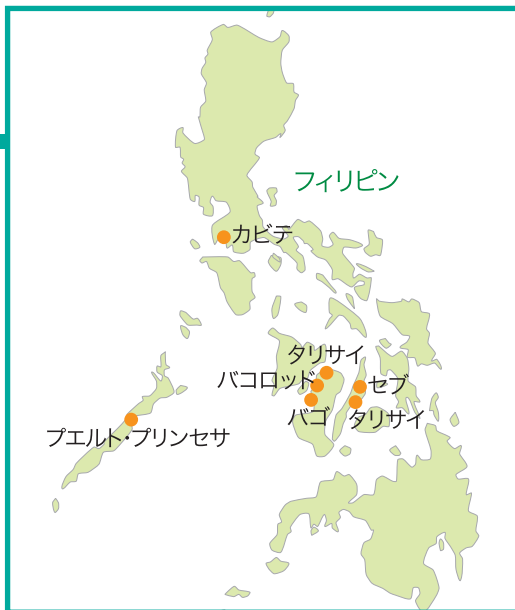 フィリピン
カビテ
タリサイ
バコロッド
セブ
バゴ
タリサイ
プエルト・プリンセサ